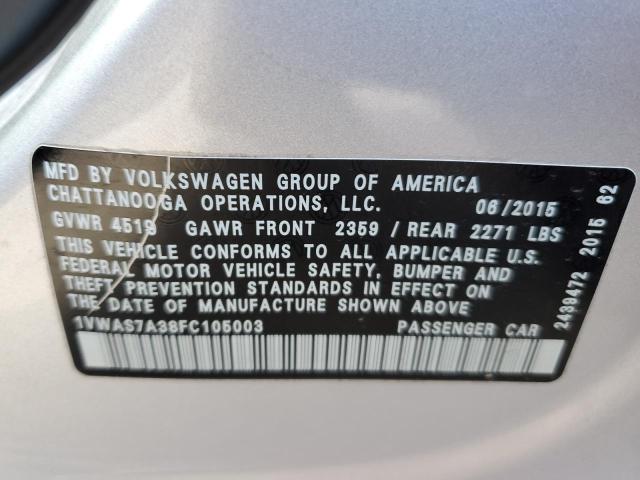 MFD BY VOLKSWAGEN GROUP OF AMERICA
CHATTANOOGA OPERATIONS, LLC. 06/2015
GVWR 4519 GAWR FRONT 2359 / REAR 2271 LBS
THIS VEHICLE CONFORMS TO ALL APPLICABLE U.S.
FEDERAL MOTOR VEHICLE SAFETY, BUMPER AND
THEFT PREVENTION STANDARDS IN EFFECT ON
THE DATE OF MANUFACTURE SHOWN ABOVE
1VWAS7A38FC105003 PASSENGER CAR
2439472 2015 62